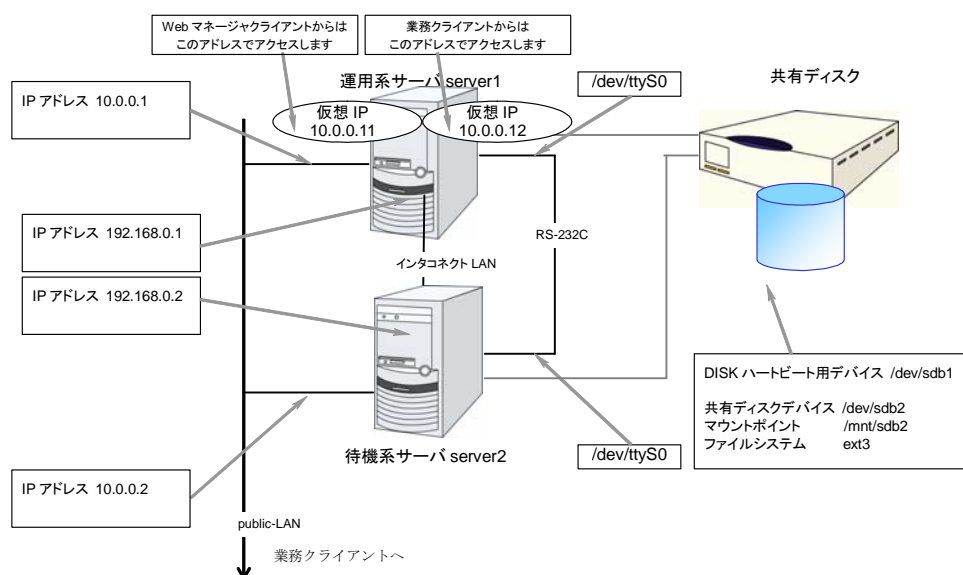 Web マネージャクライアントからは
このアドレスでアクセスします
業務クライアントからは
このアドレスでアクセスします
運用系サーバ server1
/dev/ttyS0
共有ディスク
IP アドレス 10.0.0.1
仮想 IP
10.0.0.11
仮想 IP
10.0.0.12
IP アドレス 192.168.0.1
RS-232C
インタコネクト LAN
IP アドレス 192.168.0.2
DISK ハートビート用デバイス /dev/sdb1
共有ディスクデバイス /dev/sdb2
マウントポイント /mnt/sdb2
ファイルシステム ext3
待機系サーバ server2
/dev/ttyS0
IP アドレス 10.0.0.2
public-LAN
業務クライアントへ